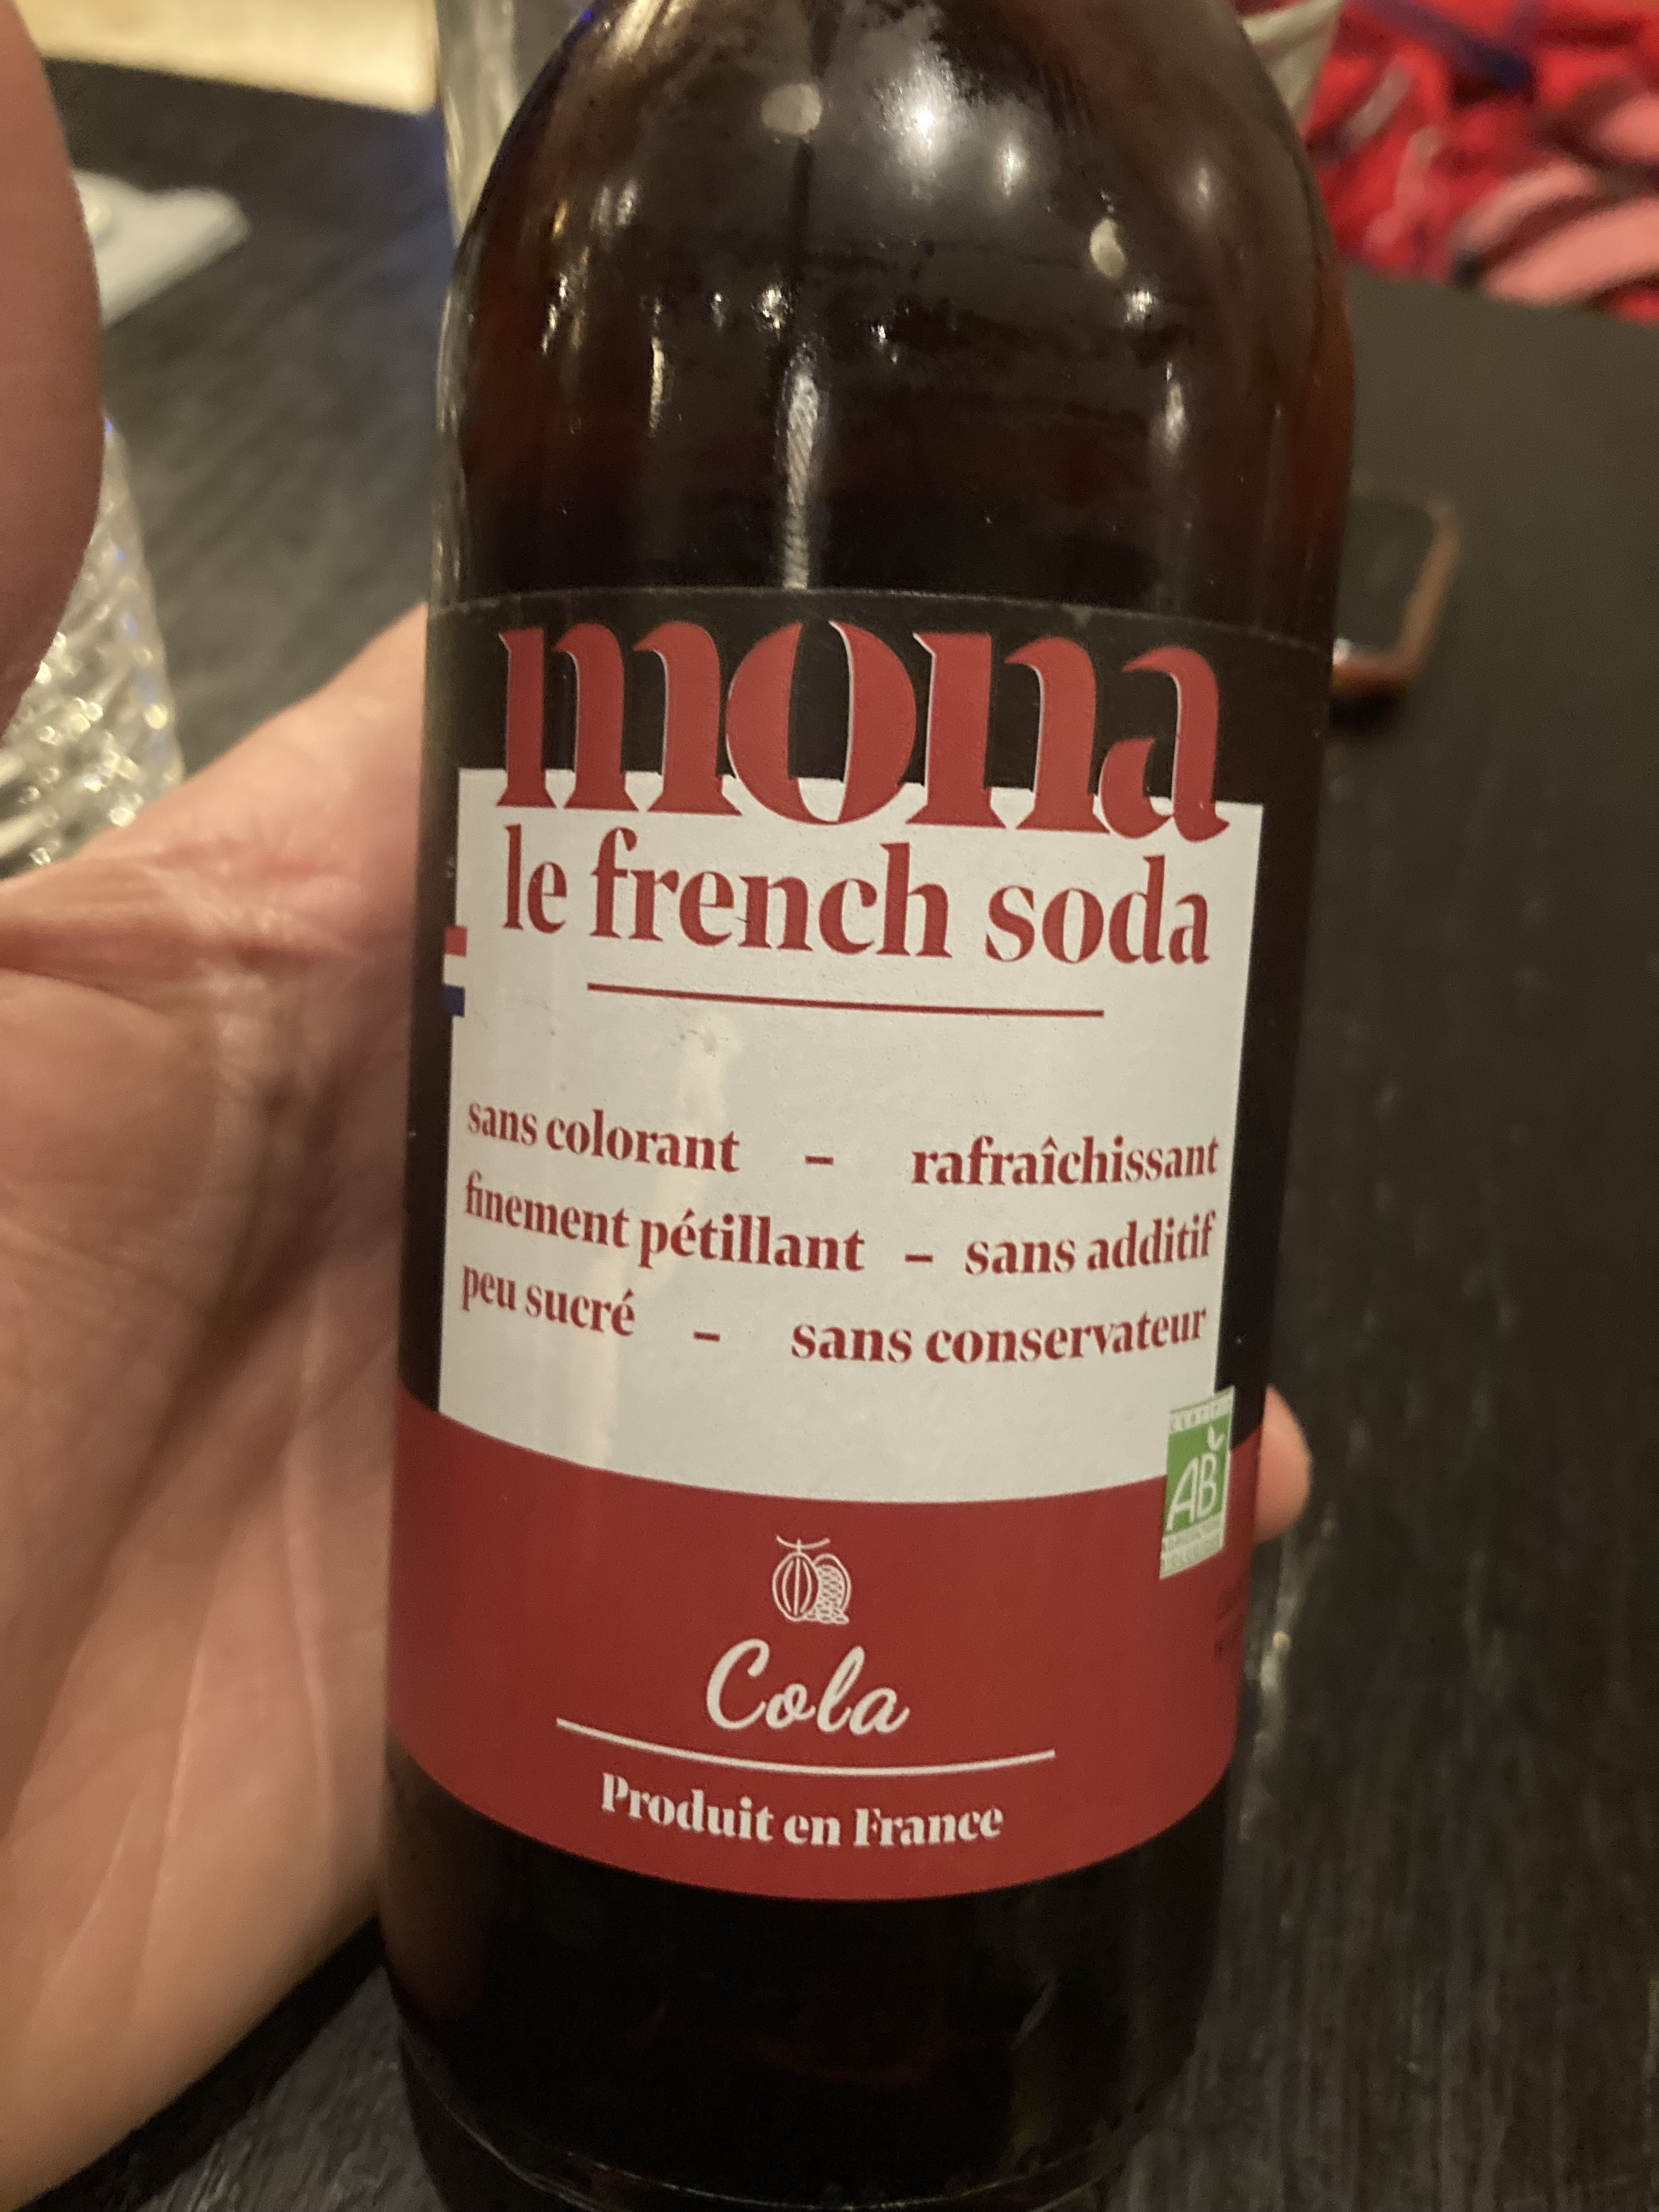 mona
le french soda
sans colorant – rafraîchissant
finement pétillant – sans additif
peu sucré – sans conservateur
AB
Cola
Produit en France